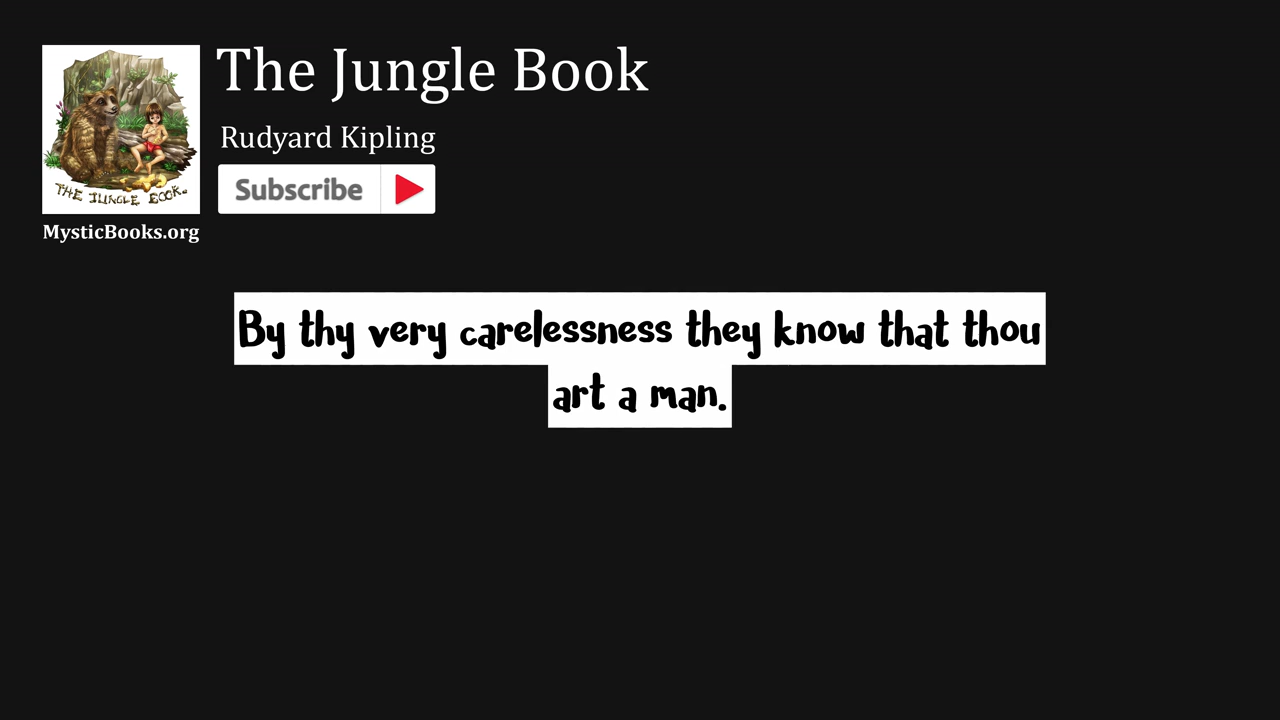 The Jungle Book
Rudyard Kipling
Subscribe
THE JUNGLE BOOK.
MysticBooks.org
By thy very carelessness they know that thou
art a man.